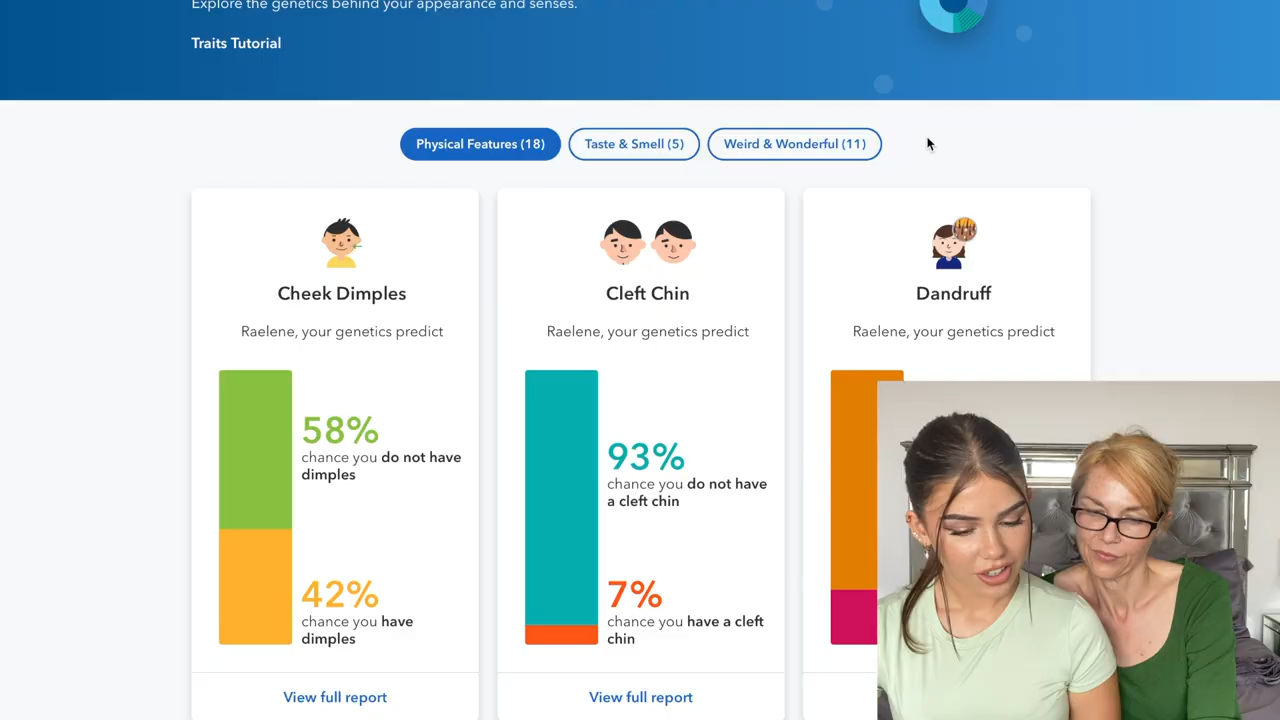 Explore the genetics behind your appearance and senses.
Traits Tutorial
Physical Features (18)
Taste & Smell (5)
Weird & Wonderful (11)
Cheek Dimples
Raelene, your genetics predict
58%
chance you do not have
dimples
42%
chance you have
dimples
View full report
Cleft Chin
Raelene, your genetics predict
93%
chance you do not have
a cleft chin
7%
chance you have a cleft
chin
View full report
Dandruff
Raelene, your genetics predict